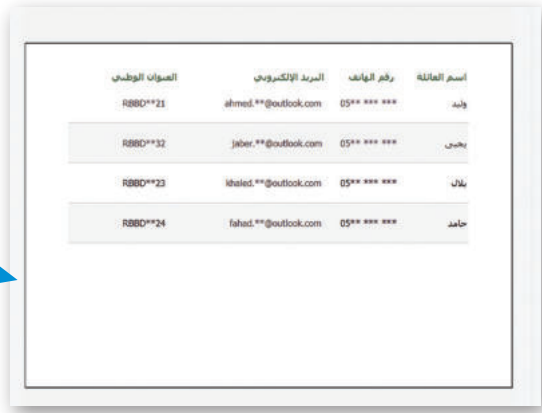 اسم العائلة رقم الهاتف البريد الإلكتروني العنوان الوطني
وليد 05** *** *** ahmed.**@outlook.com RBBD**21
يحيى 05** *** *** jaber.**@outlook.com RBBD**32
بلال 05** *** *** khaled.**@outlook.com RBBD**23
حامد 05** *** *** fahad.**@outlook.com RBBD**24